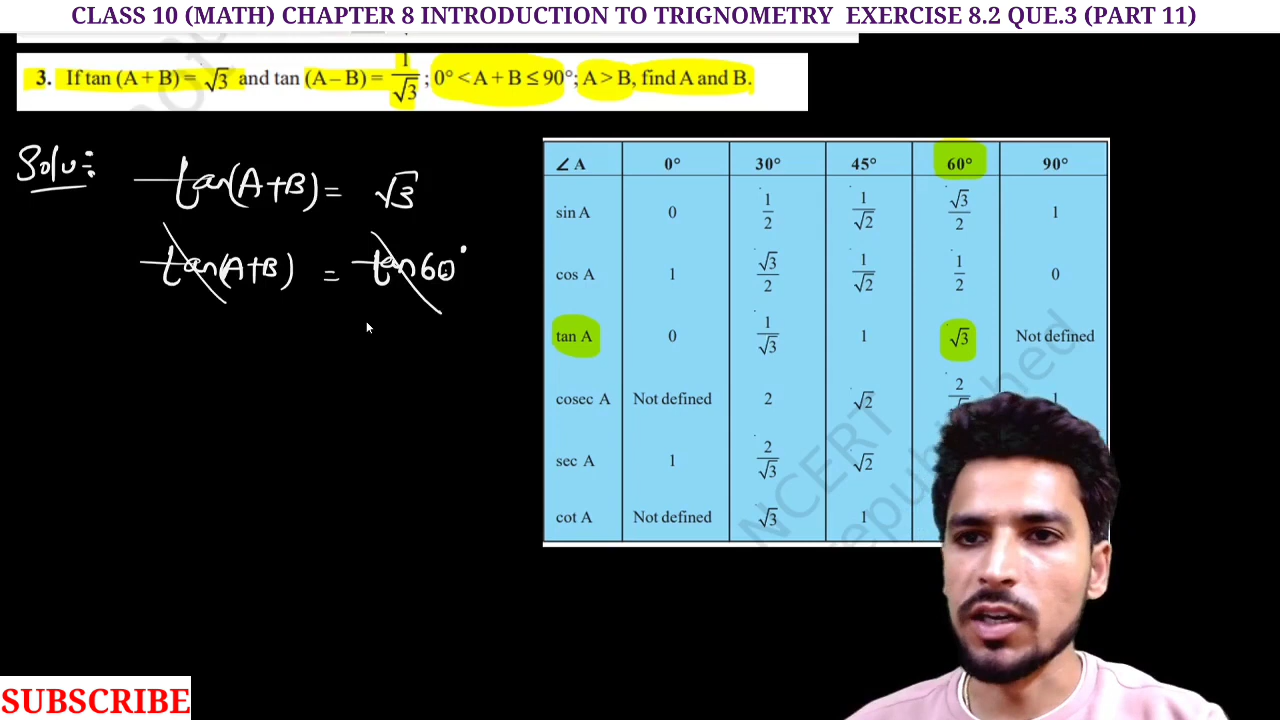 CLASS 10 (MATH) CHAPTER 8 INTRODUCTION TO TRIGNOMETRY EXERCISE 8.2 QUE.3 (PART 11)
3. If tan (A + B) = √3 and tan (A – B) = 1/√3 ; 0° < A + B ≤ 90°; A > B, find A and B.
Solu:
tan(A+B) = √3
tan(A+B) = tan60°
∠ A 0° 30° 45° 60° 90°
sin A 0 1/2 1/√2 √3/2 1
cos A 1 √3/2 1/√2 1/2 0
tan A 0 1/√3 1 √3 Not defined
cosec A Not defined 2 √2 2 1
sec A 1 2/√3 √2
cot A Not defined √3 1
NCERT
republished
SUBSCRIBE